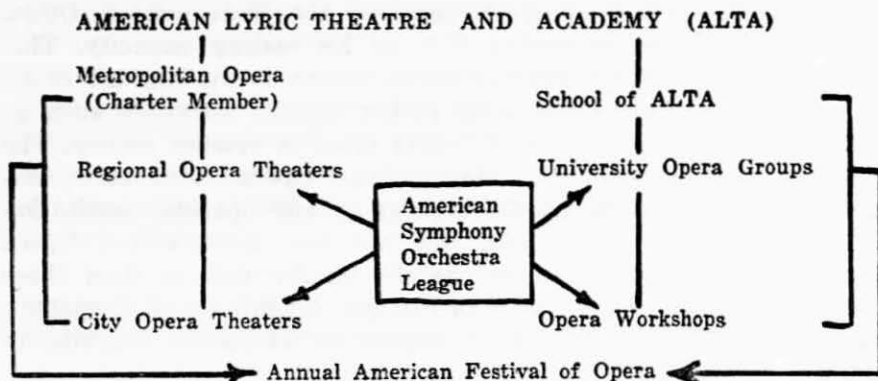 AMERICAN LYRIC THEATRE AND ACADEMY (ALTA)
Metropolitan Opera
(Charter Member)
School of ALTA
Regional Opera Theaters
University Opera Groups
American
Symphony
Orchestra
League
City Opera Theaters
Opera Workshops
Annual American Festival of Opera